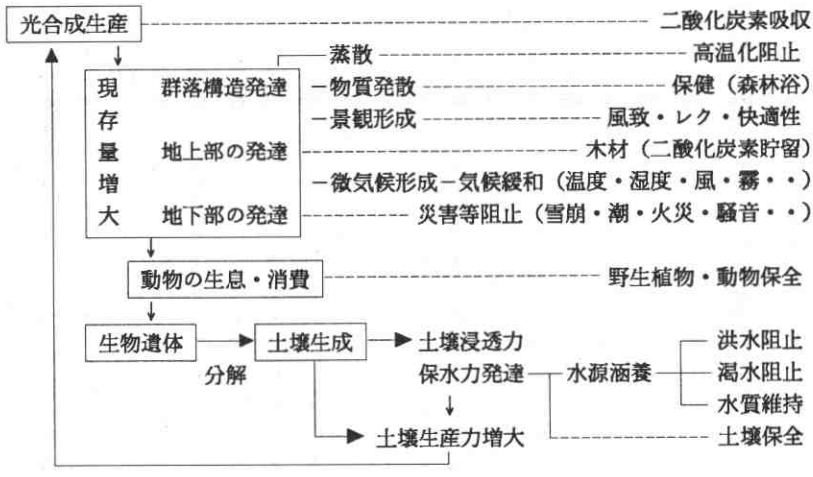 光合成生産 二酸化炭素吸収
蒸散 高温化阻止
現 群落構造発達 物質発散 保健（森林浴）
存 景観形成 風致・レク・快適性
量 地上部の発達 木材（二酸化炭素貯留）
増 微気候形成－気候緩和（温度・湿度・風・霧・・）
大 地下部の発達 災害等阻止（雪崩・潮・火災・騒音・・）
動物の生息・消費 野生植物・動物保全
生物遺体 土壌生成 土壌浸透力 洪水阻止
分解 保水力発達 水源涵養 渇水阻止
水質維持
土壌生産力増大 土壌保全